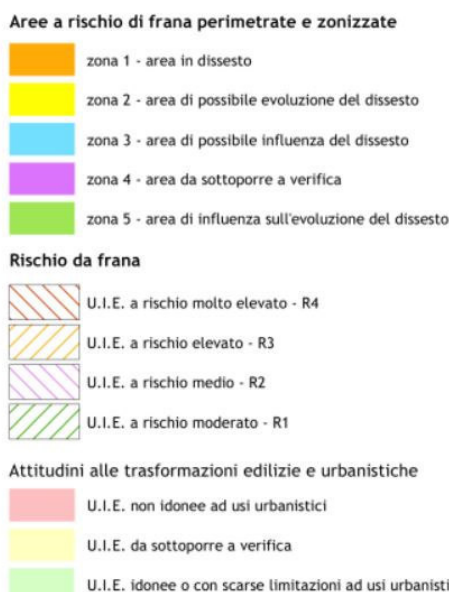 Aree a rischio di frana perimetrate e zonizzate
zona 1 - area in dissesto
zona 2 - area di possibile evoluzione del dissesto
zona 3 - area di possibile influenza del dissesto
zona 4 - area da sottoporre a verifica
zona 5 - area di influenza sull'evoluzione del dissesto
Rischio da frana
U.I.E. a rischio molto elevato - R4
U.I.E. a rischio elevato - R3
U.I.E. a rischio medio - R2
U.I.E. a rischio moderato - R1
Attitudini alle trasformazioni edilizie e urbanistiche
U.I.E. non idonee ad usi urbanistici
U.I.E. da sottoporre a verifica
U.I.E. idonee o con scarse limitazioni ad usi urbanisti